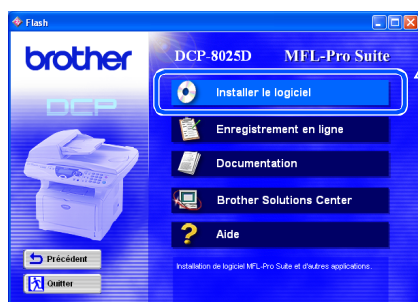 Flash
brother
DCP-8025D MFL-Pro Suite
Installer le logiciel
DCP
Enregistrement en ligne
Documentation
Brother Solutions Center
Aide
Précédent
Installation de logiciel MFL-Pro Suite et d'autres applications.
Quitter